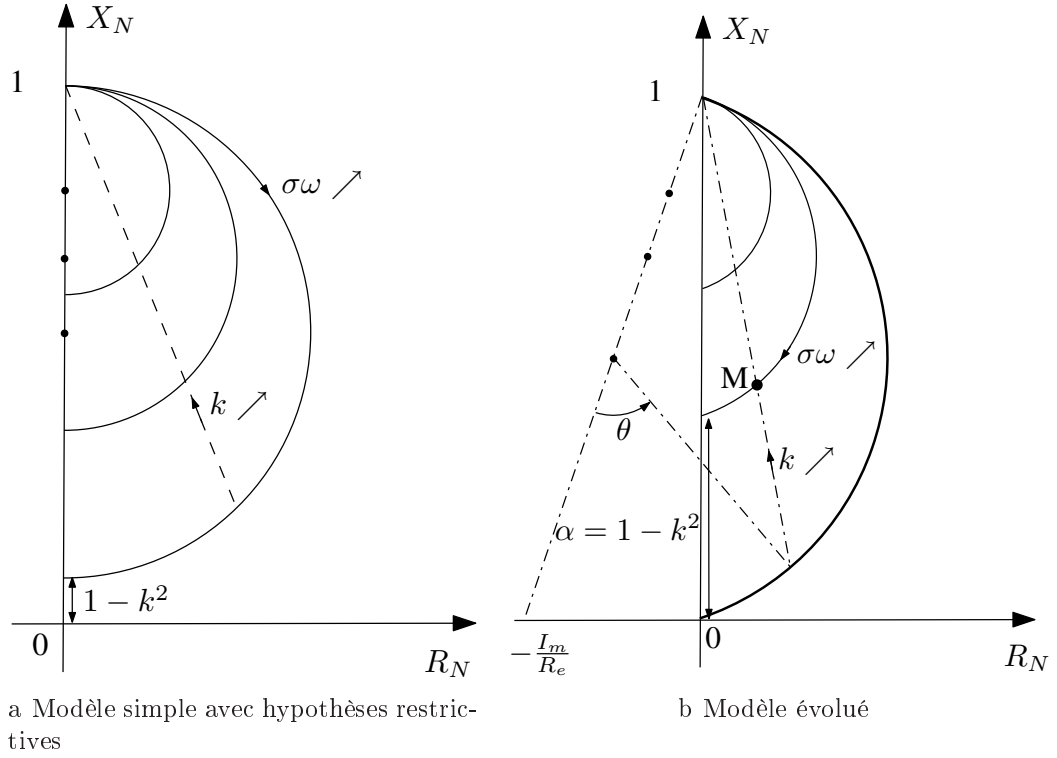 X_N
1
σω ↗
k ↗
1 − k²
0
R_N
a Modèle simple avec hypothèses restric-
tives
X_N
1
σω ↗
M
θ
k ↗
α = 1 − k²
0
−I_m/R_e
R_N
b Modèle évolué